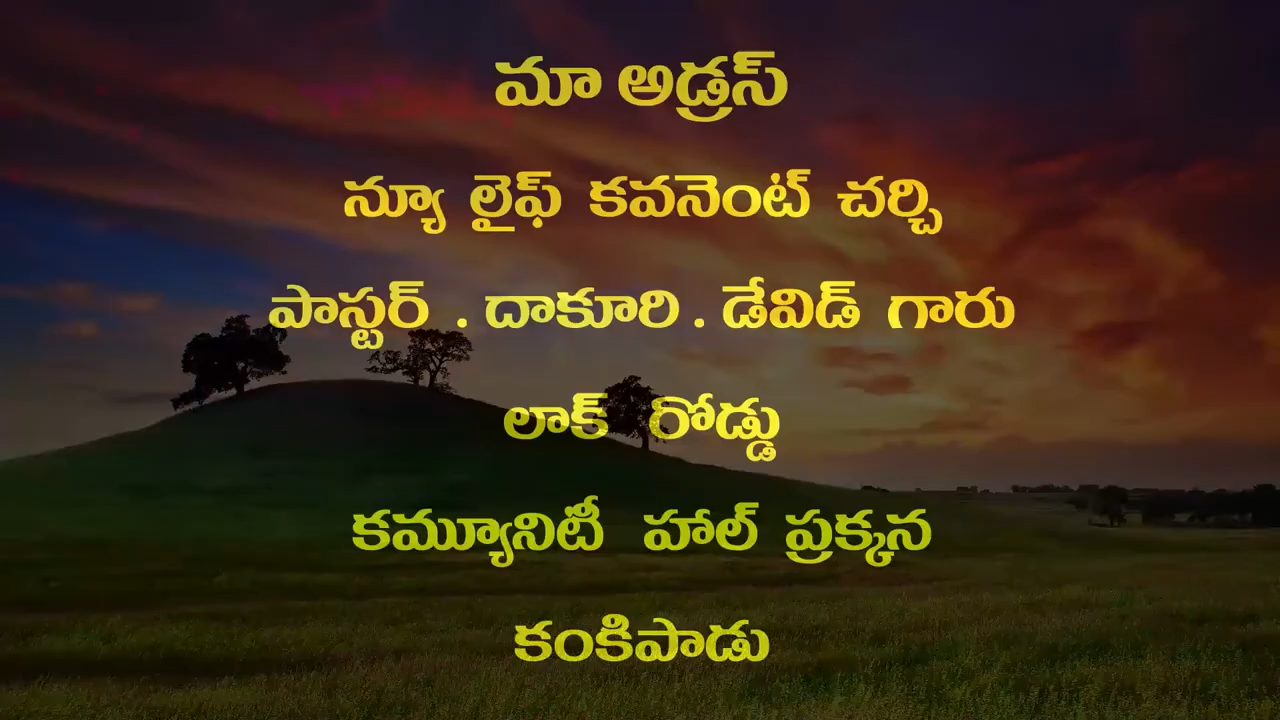 మా అడ్రస్
న్యూ లైఫ్ కవనెంట్ చర్చి
పాస్టర్ . దాకూరి . డేవిడ్ గారు
లాక్ రోడ్డు
కమ్యూనిటీ హాల్ ప్రక్కన
కంకిపాడు